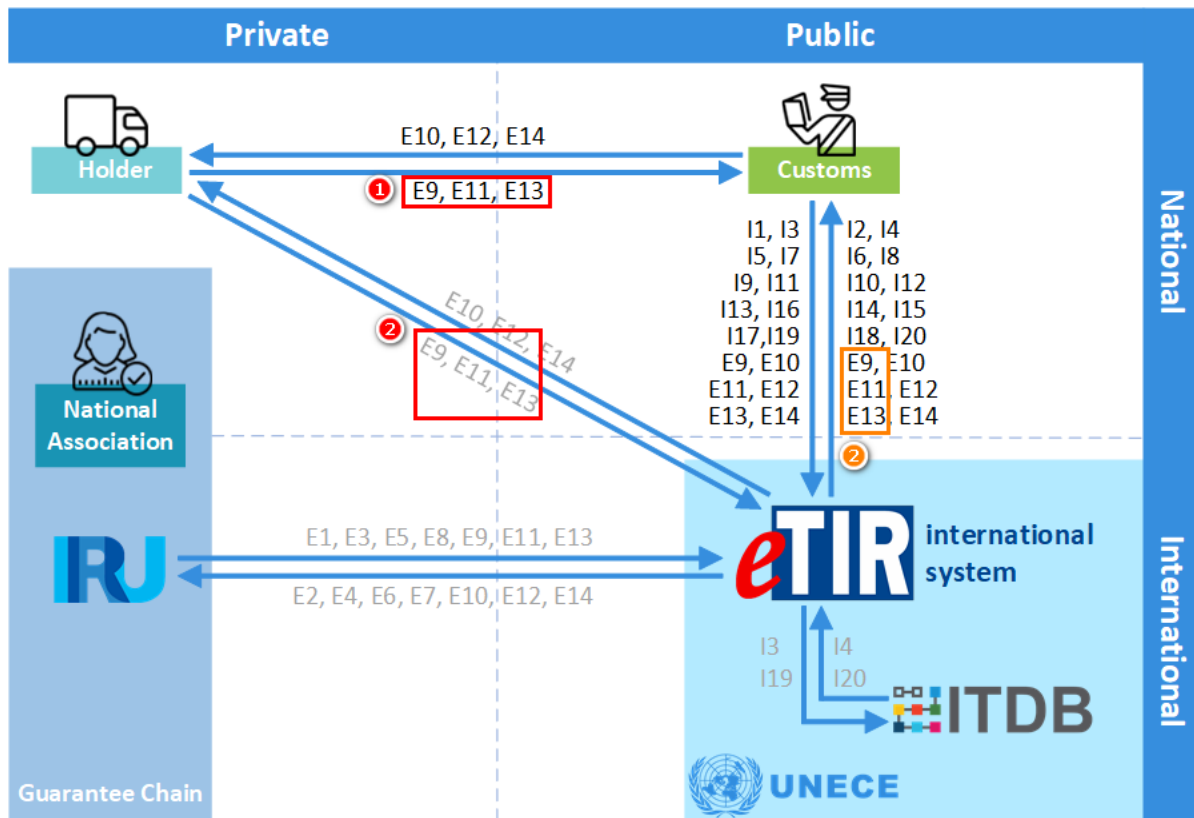 Private
Public
National
International
E10, E12, E14
Holder
Customs
1
E9, E11, E13
I1, I3
I5, I7
I9, I11
I13, I16
I17,I19
E9, E10
E11, E12
E13, E14
I2, I4
I6, I8
I10, I12
I14, I15
I18, I20
E9, E10
E11, E12
E13, E14
2
E10, E12, E14
2
E9, E11, E13
National
Association
IRU
E1, E3, E5, E8, E9, E11, E13
E2, E4, E6, E7, E10, E12, E14
eTIR
international
system
I3
I19
I4
I20
ITDB
UNECE
Guarantee Chain